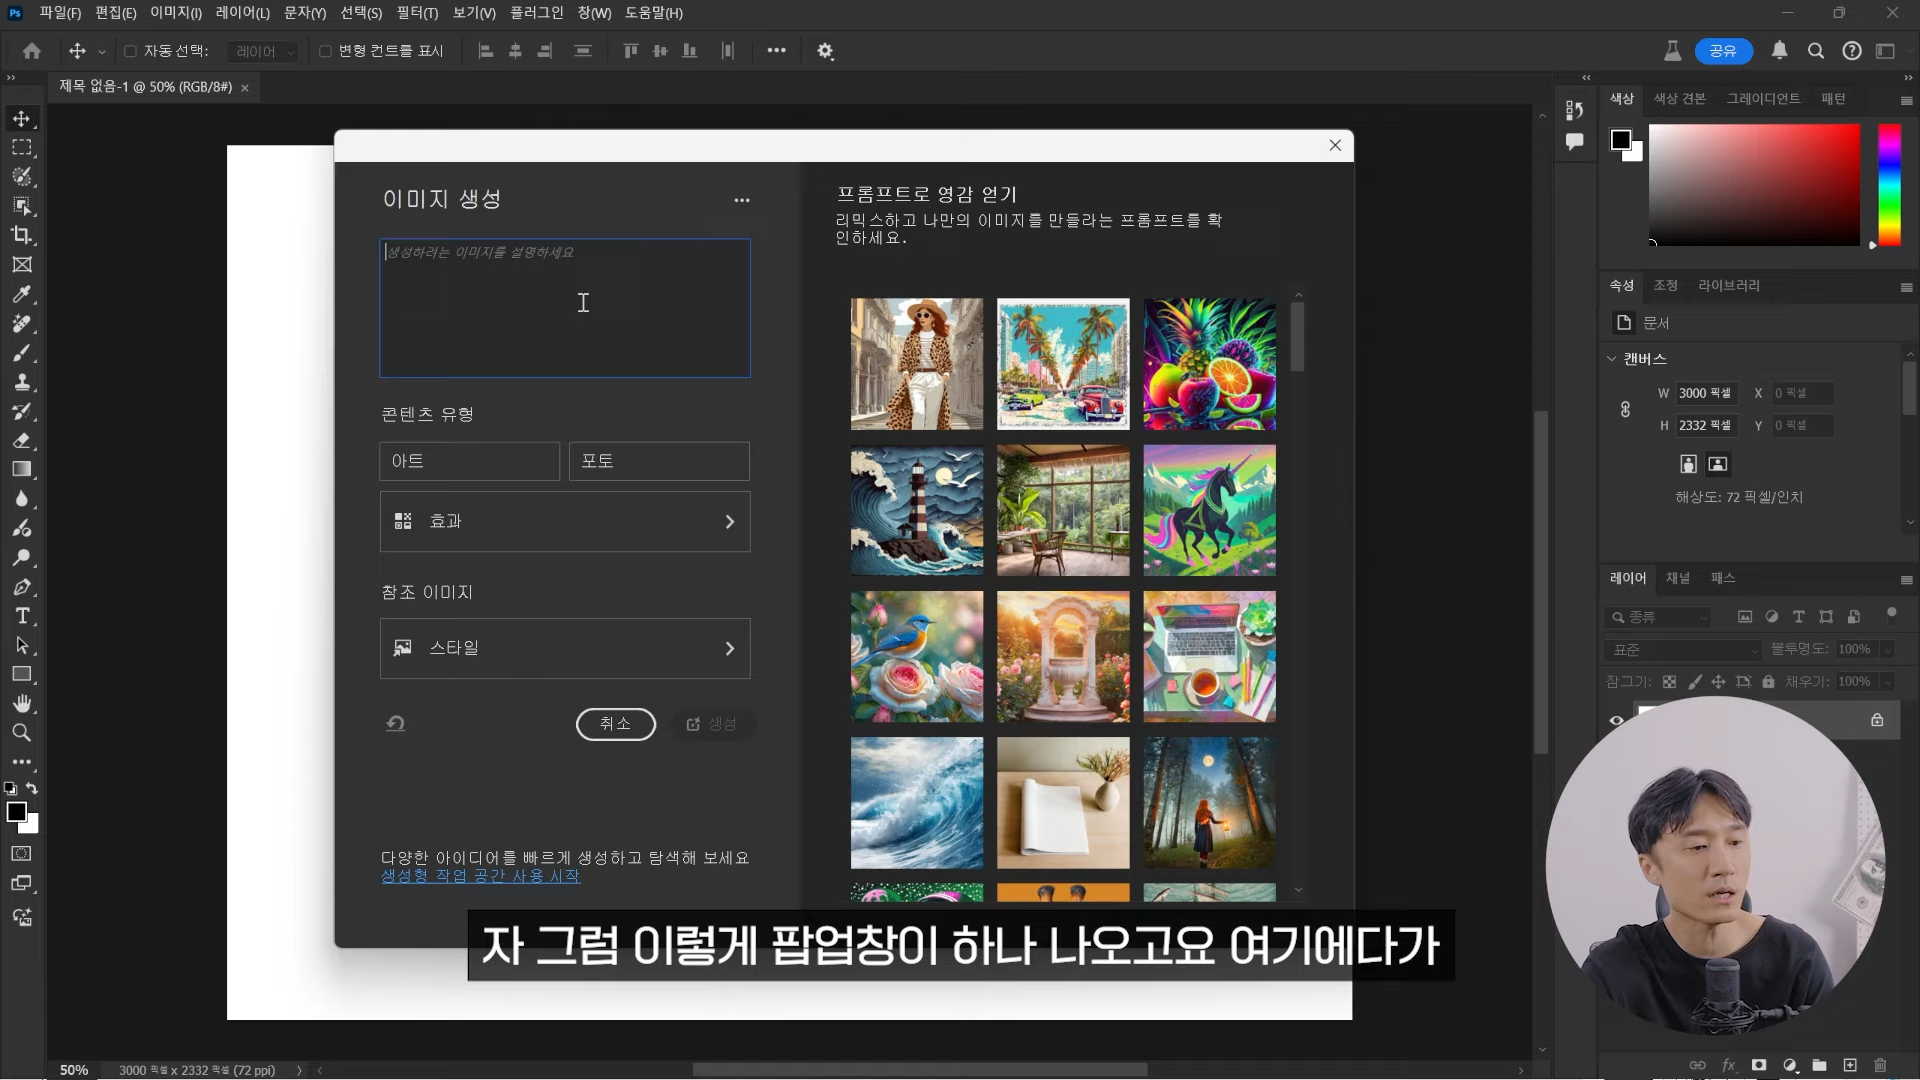 Ps 파일(F) 편집(E) 이미지(I) 레이어(L) 문자(Y) 선택(S) 필터(T) 보기(V) 플러그인 창(W) 도움말(H)
자동 선택: 레이어 변형 컨트롤 표시 공유
제목 없음-1 @ 50% (RGB/8#)
색상 색상 견본 그레이디언트 패턴
이미지 생성
생성하려는 이미지를 설명하세요
콘텐츠 유형
아트 포토
효과
참조 이미지
스타일
취소 생성
다양한 아이디어를 빠르게 생성하고 탐색해 보세요
생성형 작업 공간 사용 시작
프롬프트로 영감 얻기
리믹스하고 나만의 이미지를 만들려는 프롬프트를 확
인하세요.
속성 조정 라이브러리
문서
캔버스
W 3000 픽셀 X 0 픽셀
H 2332 픽셀 Y 0 픽셀
해상도: 72 픽셀/인치
레이어 채널 패스
종류
표준 불투명도: 100%
잠그기: 채우기: 100%
자 그럼 이렇게 팝업창이 하나 나오고요 여기에다가
50% 3000 픽셀 x 2332 픽셀 (72 ppi)
fx